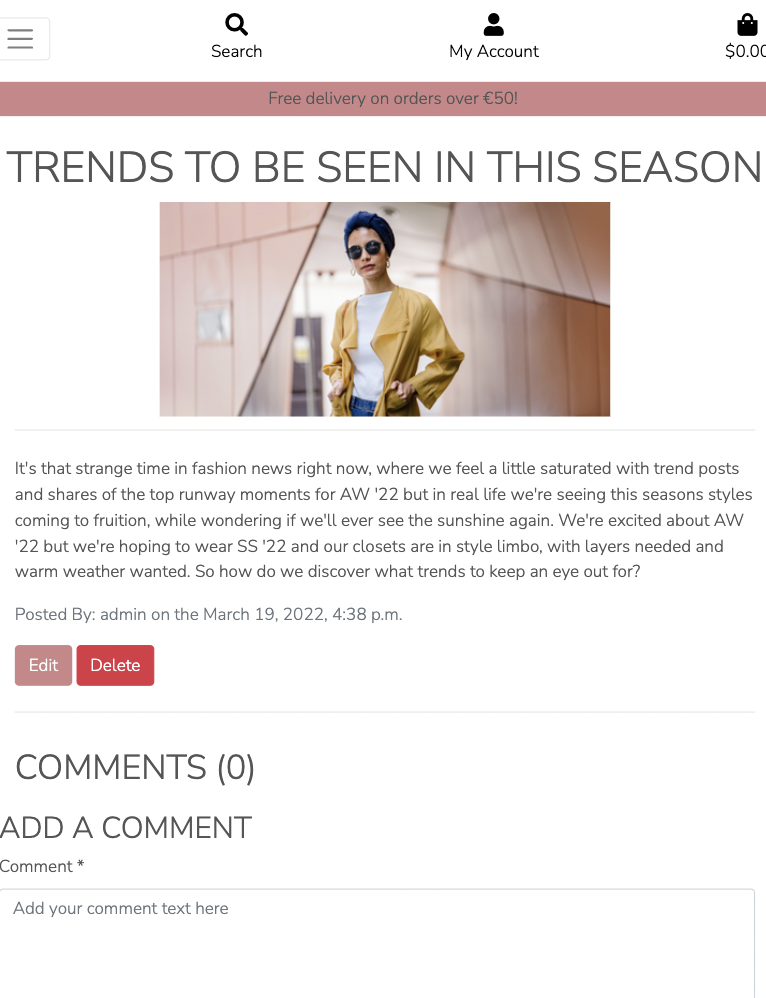 Search
My Account
$0.00
Free delivery on orders over €50!
TRENDS TO BE SEEN IN THIS SEASON
It's that strange time in fashion news right now, where we feel a little saturated with trend posts
and shares of the top runway moments for AW '22 but in real life we're seeing this seasons styles
coming to fruition, while wondering if we'll ever see the sunshine again. We're excited about AW
'22 but we're hoping to wear SS '22 and our closets are in style limbo, with layers needed and
warm weather wanted. So how do we discover what trends to keep an eye out for?
Posted By: admin on the March 19, 2022, 4:38 p.m.
Edit Delete
COMMENTS (0)
ADD A COMMENT
Comment *
Add your comment text here